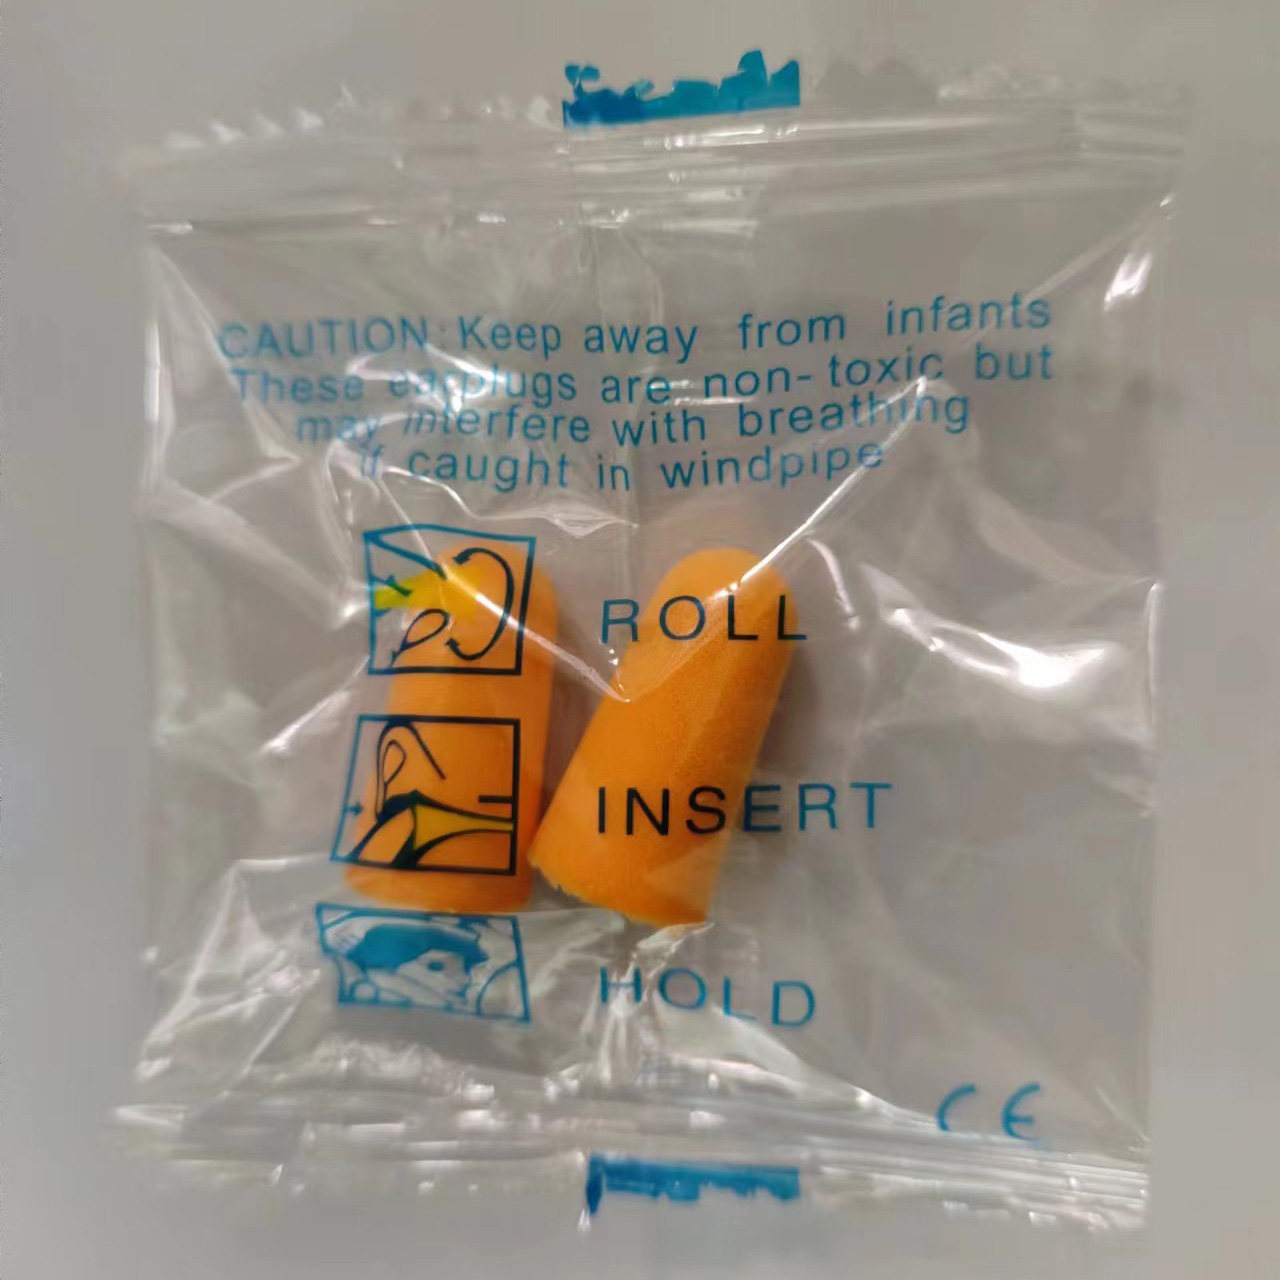 CAUTION: Keep away from infants
These earplugs are non-toxic but
may interfere with breathing
if caught in windpipe
ROLL
INSERT
HOLD
CE